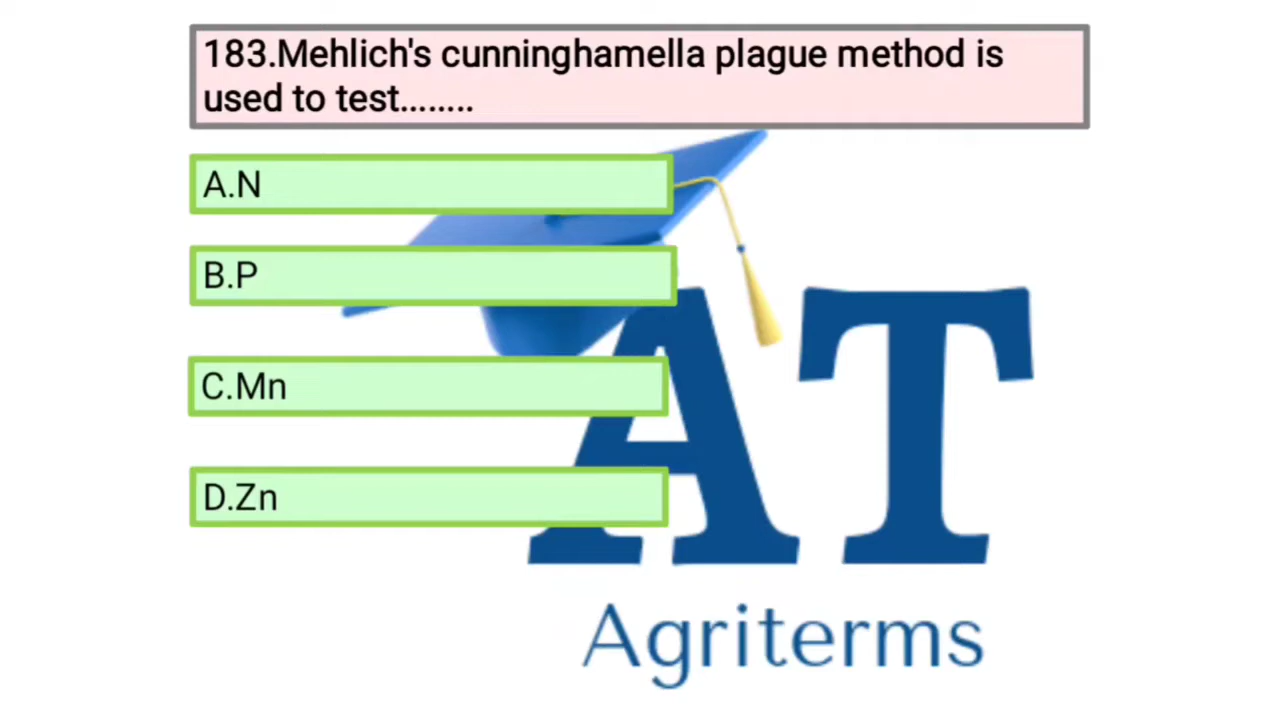 183.Mehlich's cunninghamella plague method is
used to test........
A.N
B.P
C.Mn
D.Zn
AT
Agriterms